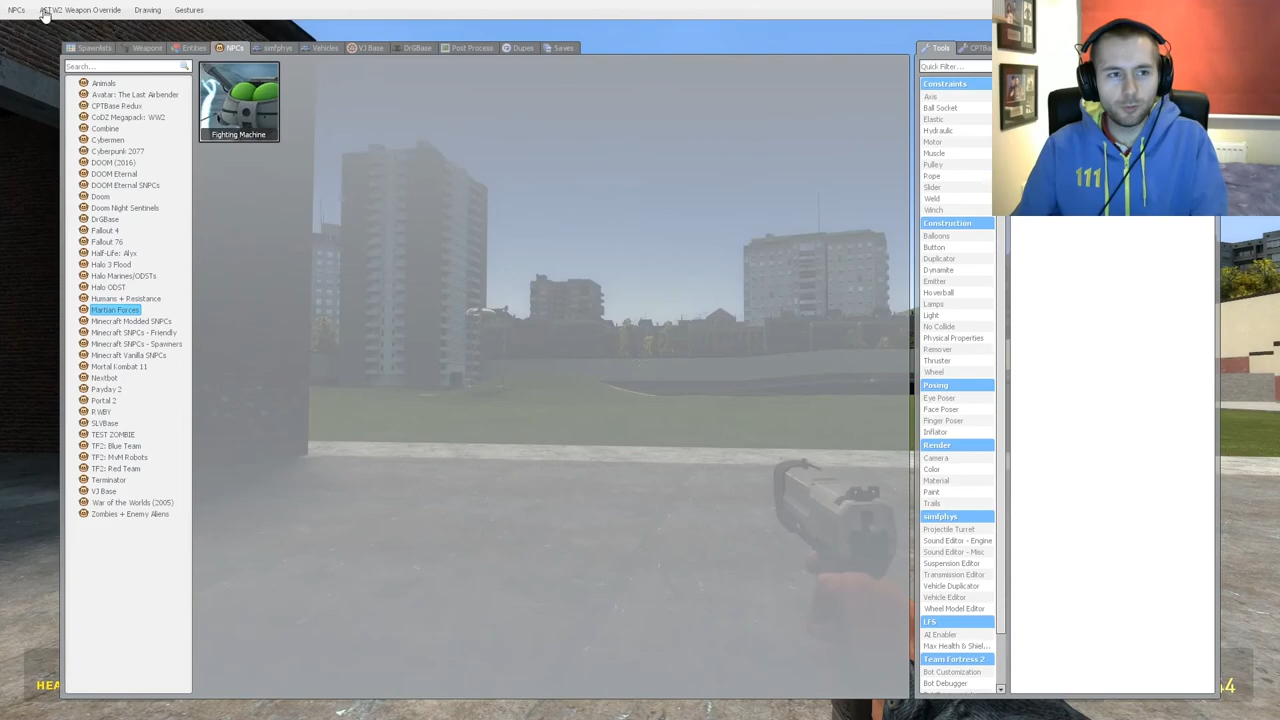 NPCs
ASTW2 Weapon Override
Drawing
Gestures
Spawnlists
Weapons
Entities
NPCs
simfphys
Vehicles
VJ Base
DrGBase
Post Process
Dupes
Saves
Search...
Animals
Avatar: The Last Airbender
CPTBase Redux
CoDZ Megapack: WW2
Combine
Cybermen
Cyberpunk 2077
DOOM (2016)
DOOM Eternal
DOOM Eternal SNPCs
Doom
Doom Night Sentinels
DrGBase
Fallout 4
Fallout 76
Half-Life: Alyx
Halo 3 Flood
Halo Marines/ODSTs
Halo ODST
Humans + Resistance
Martian Forces
Minecraft Modded SNPCs
Minecraft SNPCs - Friendly
Minecraft SNPCs - Spawners
Minecraft Vanilla SNPCs
Mortal Kombat 11
Nextbot
Payday 2
Portal 2
RWBY
SLVBase
TEST ZOMBIE
TF2: Blue Team
TF2: MvM Robots
TF2: Red Team
Terminator
VJ Base
War of the Worlds (2005)
Zombies + Enemy Aliens
Fighting Machine
Tools
CPTBa
Quick Filter...
Constraints
Axis
Ball Socket
Elastic
Hydraulic
Motor
Muscle
Pulley
Rope
Slider
Weld
Winch
Construction
Balloons
Button
Duplicator
Dynamite
Emitter
Hoverball
Lamps
Light
No Collide
Physical Properties
Remover
Thruster
Wheel
Posing
Eye Poser
Face Poser
Finger Poser
Inflator
Render
Camera
Color
Material
Paint
Trails
simfphys
Projectile Turret
Sound Editor - Engine
Sound Editor - Misc
Suspension Editor
Transmission Editor
Vehicle Duplicator
Vehicle Editor
Wheel Model Editor
LFS
AI Enabler
Max Health & Shiel...
Team Fortress 2
Bot Customization
Bot Debugger
111
HEA
4